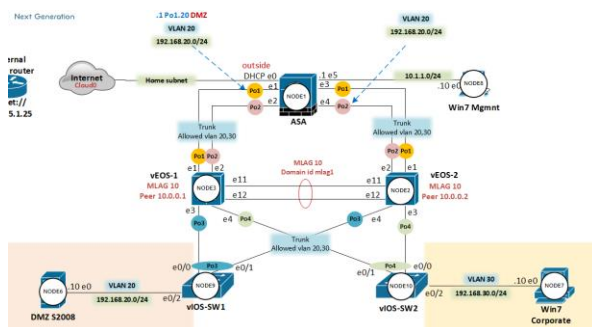 Next Generation
.1 Po1.20 DMZ
VLAN 20
192.168.20.0/24
VLAN 20
192.168.20.0/24
ernal
router
et://
5.1.25
Internet
Cloud0
Home subnet
outside
DHCP e0
.1 e5
10.1.1.0/24
NODE8
.10 e0
Win7 Mgmnt
Po1
e1
NODE1
e3
Po1
Po2
e2
e4
Po2
ASA
Trunk
Allowed vlan 20,30
Trunk
Allowed vlan 20,30
Po1
Po2
Po2
Po1
e1
e2
e2
e1
vEOS-1
MLAG 10
Peer 10.0.0.1
NODE3
e11
e12
MLAG 10
Domain id mlag1
e11
e12
NODE2
vEOS-2
MLAG 10
Peer 10.0.0.2
e3
e4
e4
e3
Po3
Po4
Po3
Po4
Trunk
Allowed vlan 20,30
e0/0
Po3
e0/1
Po4
e0/0
e0/1
NODE6
.10 e0
VLAN 20
192.168.20.0/24
e0/2
NODE9
vIOS-SW1
DMZ S2008
NODE10
vIOS-SW2
e0/2
VLAN 30
192.168.30.0/24
.10 e0
NODE7
Win7
Corporate